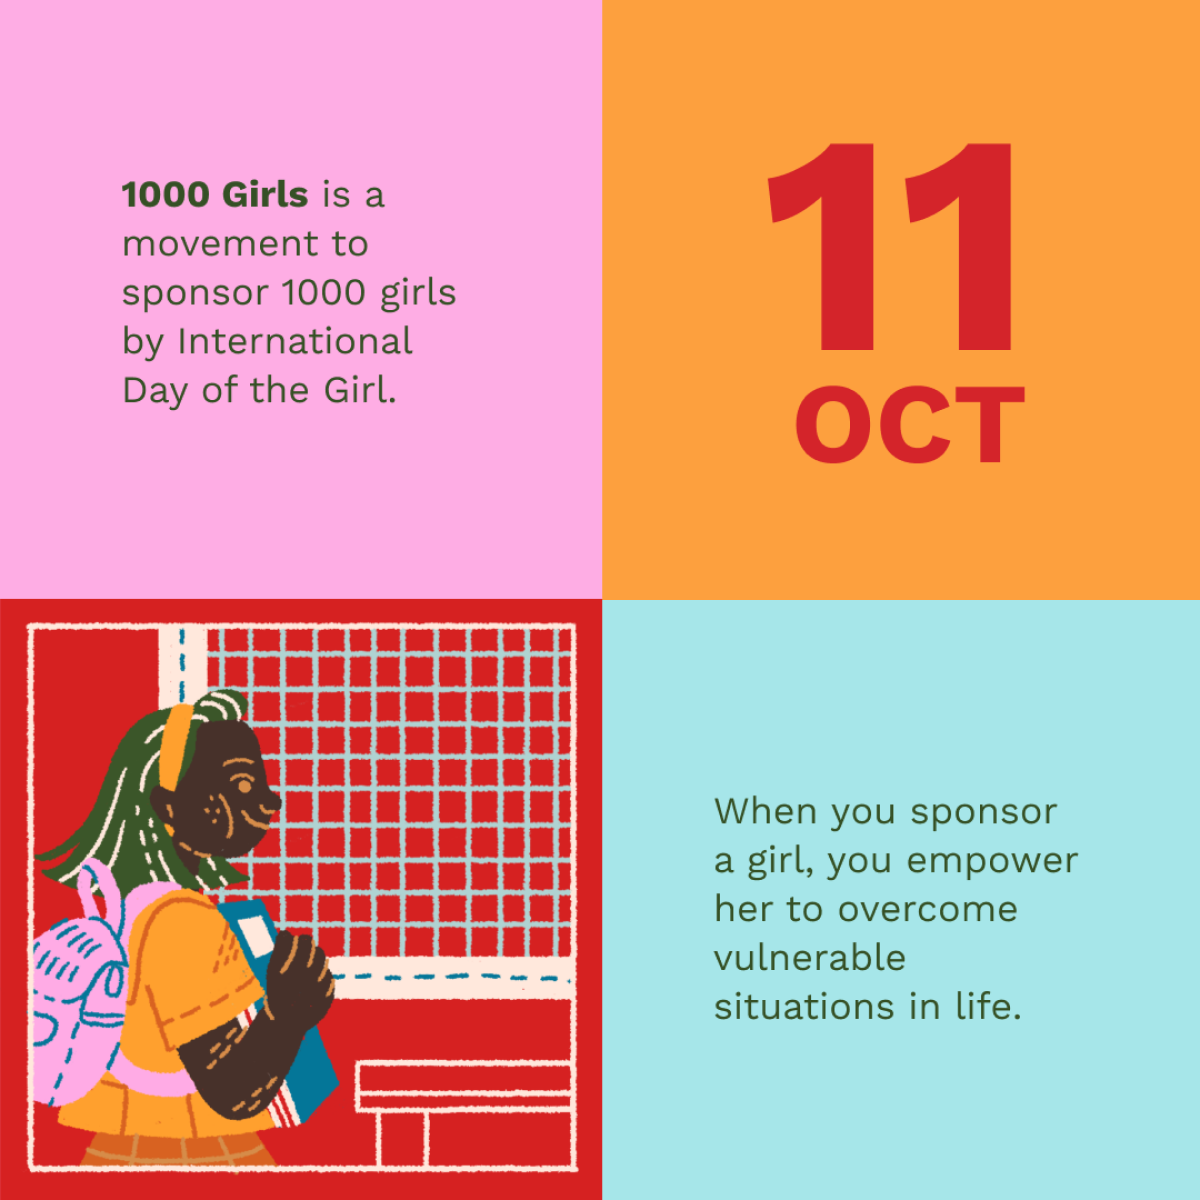 1000 Girls is a
movement to
sponsor 1000 girls
by International
Day of the Girl.
11
OCT
When you sponsor
a girl, you empower
her to overcome
vulnerable
situations in life.